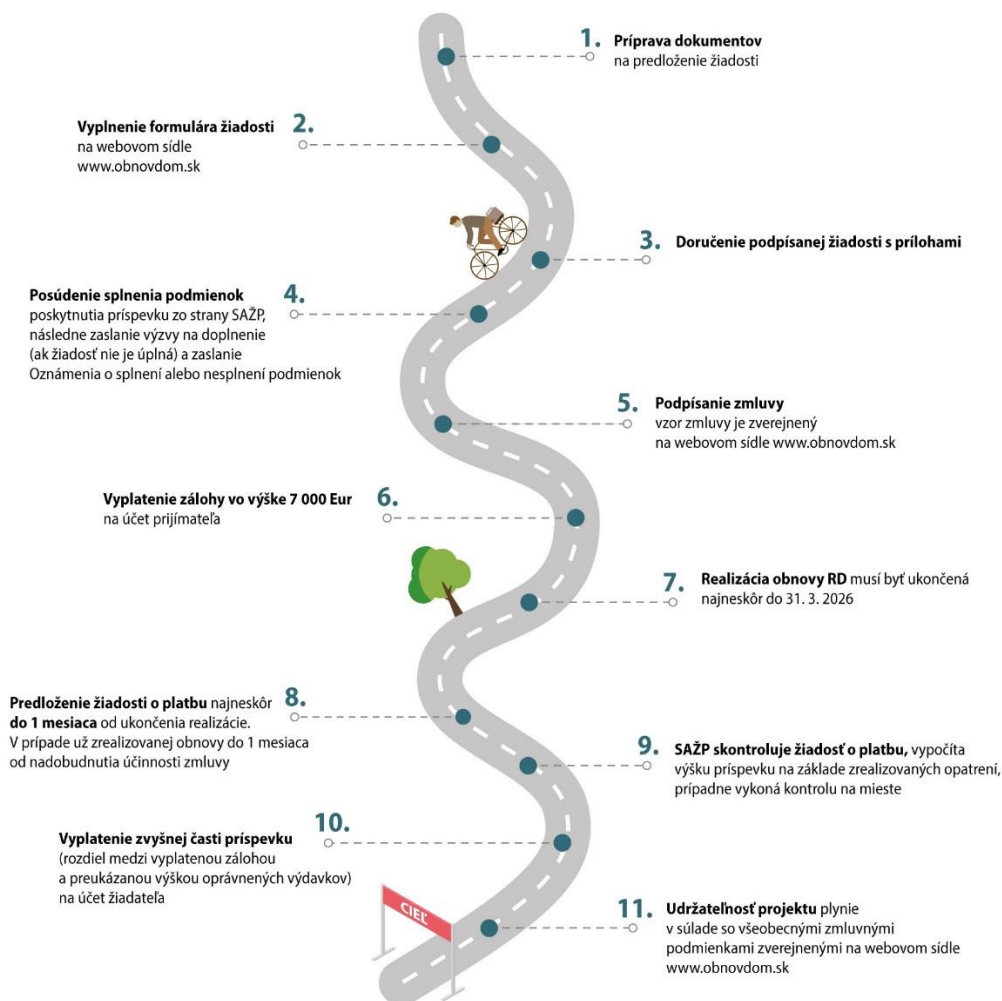 1.
Príprava dokumentov
na predloženie žiadosti
2.
Vyplnenie formulára žiadosti
na webovom sídle
www.obnovdom.sk
3.
Doručenie podpísanej žiadosti s prílohami
4.
Posúdenie splnenia podmienok
poskytnutia príspevku zo strany SAŽP,
následne zaslanie výzvy na doplnenie
(ak žiadosť nie je úplná) a zaslanie
Oznámenia o splnení alebo nesplnení podmienok
5.
Podpísanie zmluvy
vzor zmluvy je zverejnený
na webovom sídle www.obnovdom.sk
6.
Vyplatenie zálohy vo výške 7 000 Eur
na účet prijímateľa
7.
Realizácia obnovy RD musí byť ukončená
najneskôr do 31. 3. 2026
8.
Predloženie žiadosti o platbu najneskôr
do 1 mesiaca od ukončenia realizácie.
V prípade už zrealizovanej obnovy do 1 mesiaca
od nadobudnutia účinnosti zmluvy
9.
SAŽP skontroluje žiadosť o platbu, vypočíta
výšku príspevku na základe zrealizovaných opatrení,
prípadne vykoná kontrolu na mieste
10.
Vyplatenie zvyšnej časti príspevku
(rozdiel medzi vyplatenou zálohou
a preukázanou výškou oprávnených výdavkov)
na účet žiadateľa
CIEĽ
11.
Udržateľnosť projektu plynie
v súlade so všeobecnými zmluvnými
podmienkami zverejnenými na webovom sídle
www.obnovdom.sk